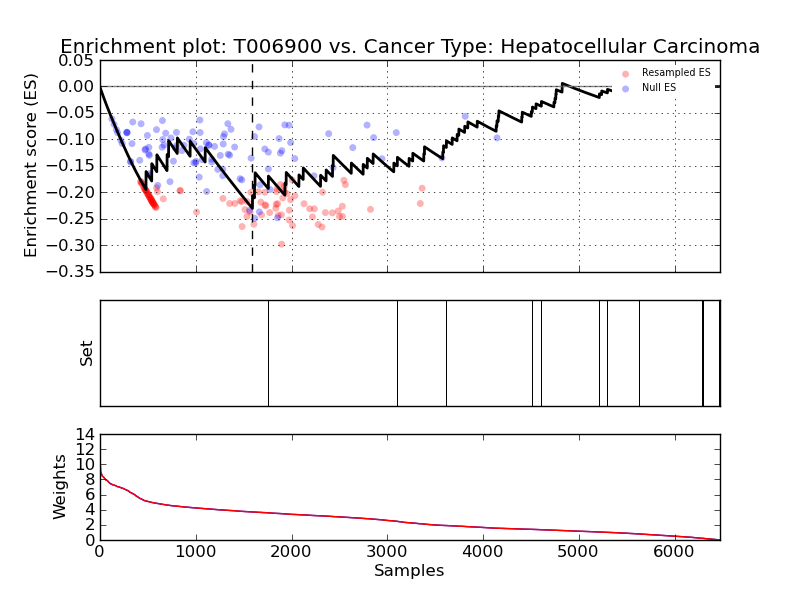 Enrichment plot: T006900 vs. Cancer Type: Hepatocellular Carcinoma
Enrichment score (ES)
0.05
0.00
−0.05
−0.10
−0.15
−0.20
−0.25
−0.30
−0.35
Resampled ES
Null ES
Set
Weights
14
12
10
8
6
4
2
0
0 1000 2000 3000 4000 5000 6000
Samples